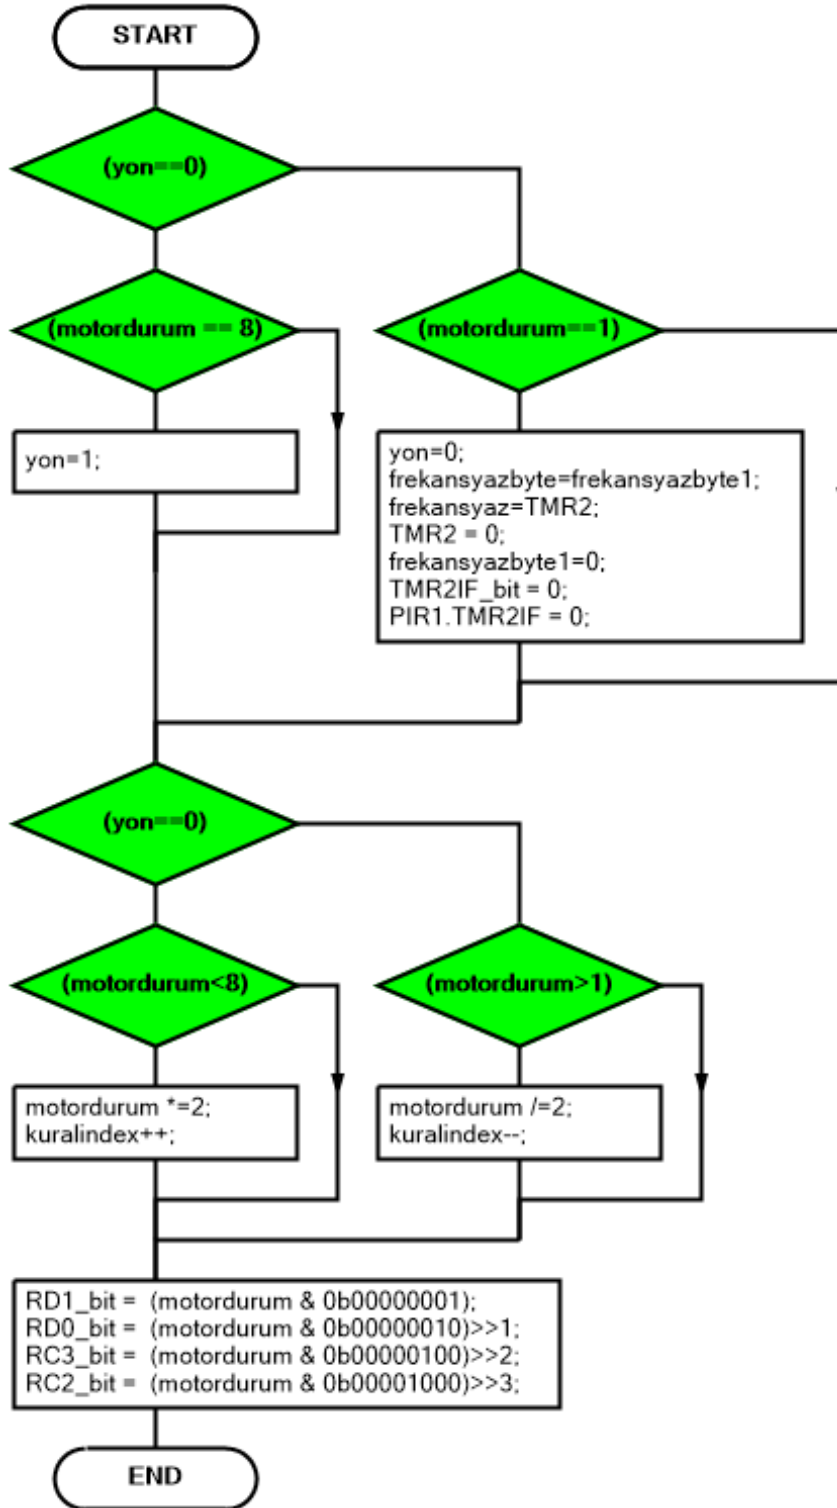 START
(yon==0)
(motordurum == 8)
(motordurum==1)
yon=1;
yon=0;
frekansyazbyte=frekansyazbyte1;
frekansyaz=TMR2;
TMR2 = 0;
frekansyazbyte1=0;
TMR2IF_bit = 0;
PIR1.TMR2IF = 0;
(yon==0)
(motordurum<8)
(motordurum>1)
motordurum *=2;
kuralindex++;
motordurum /=2;
kuralindex--;
RD1_bit =  (motordurum & 0b00000001);
RD0_bit =  (motordurum & 0b00000010)>>1;
RC3_bit =  (motordurum & 0b00000100)>>2;
RC2_bit =  (motordurum & 0b00001000)>>3;
END